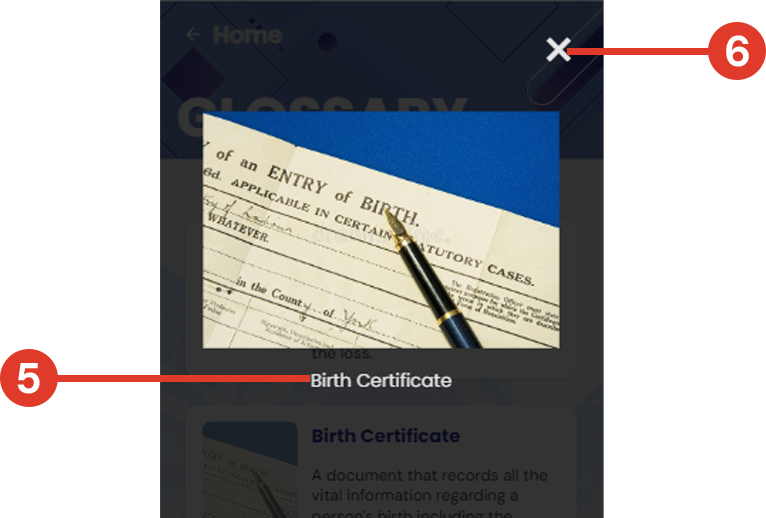 ← Home
×
6
GLOSSARY
of an ENTRY of BIRTH.
6d. APPLICABLE IN CERTAIN STATUTORY CASES.
WHATEVER.
in the County of York
the loss.
5
Birth Certificate
Birth Certificate
A document that records all the
vital information regarding a
person's birth including the